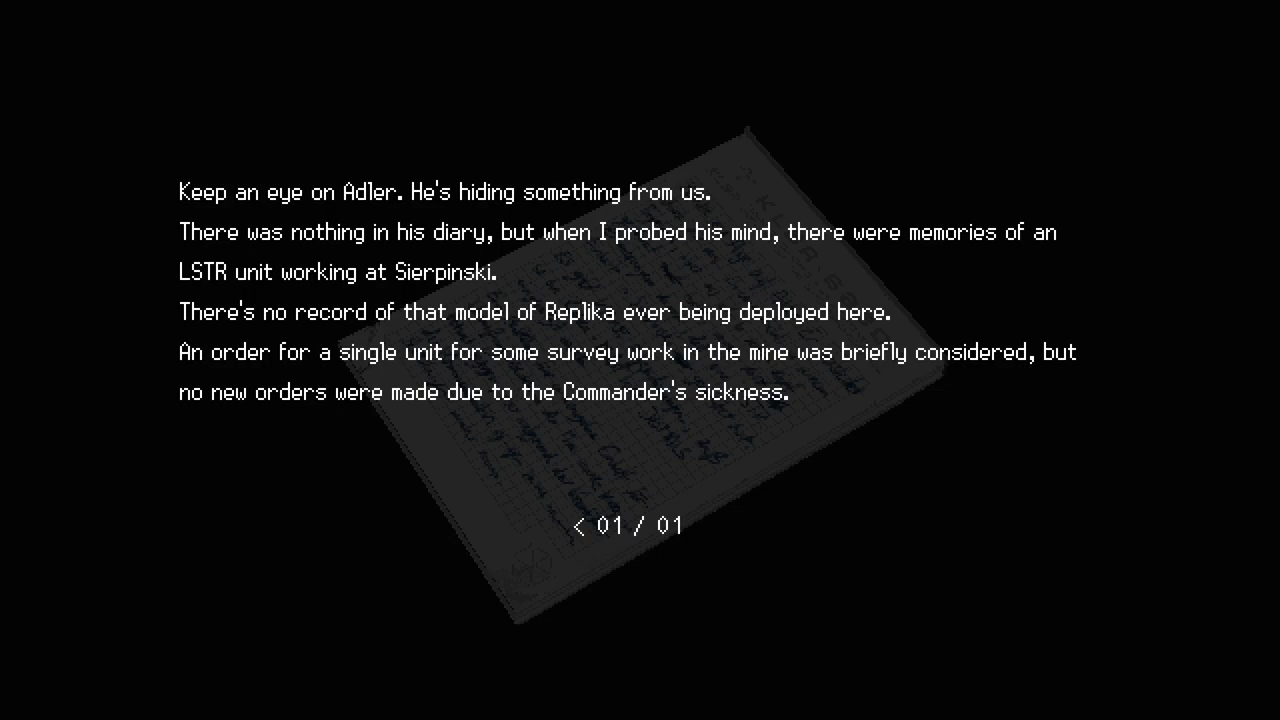 Keep an eye on Adler. He's hiding something from us.
There was nothing in his diary, but when I probed his mind, there were memories of an
LSTR unit working at Sierpinski.
There's no record of that model of Replika ever being deployed here.
An order for a single unit for some survey work in the mine was briefly considered, but
no new orders were made due to the Commander's sickness.
< 01 / 01